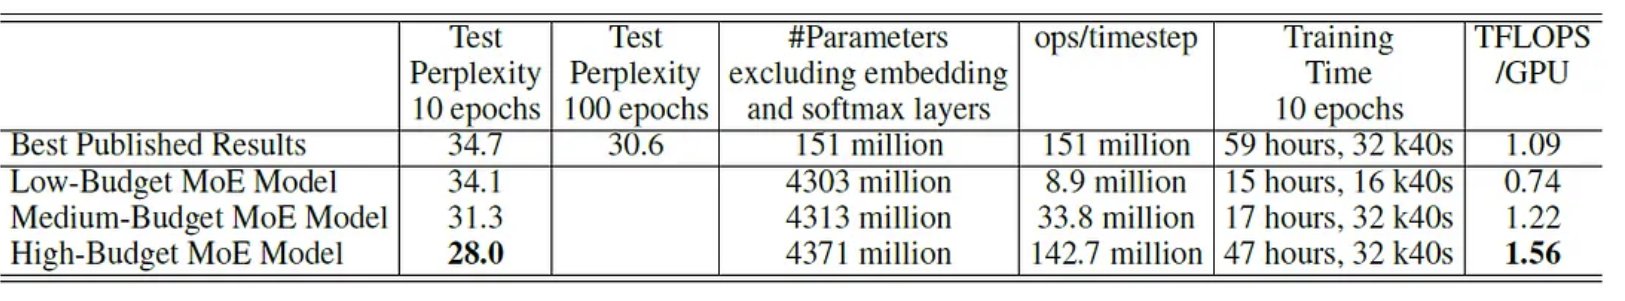 Test Test #Parameters ops/timestep Training TFLOPS
Perplexity Perplexity excluding embedding Time /GPU
10 epochs 100 epochs and softmax layers 10 epochs
Best Published Results 34.7 30.6 151 million 151 million 59 hours, 32 k40s 1.09
Low-Budget MoE Model 34.1 4303 million 8.9 million 15 hours, 16 k40s 0.74
Medium-Budget MoE Model 31.3 4313 million 33.8 million 17 hours, 32 k40s 1.22
High-Budget MoE Model 28.0 4371 million 142.7 million 47 hours, 32 k40s 1.56